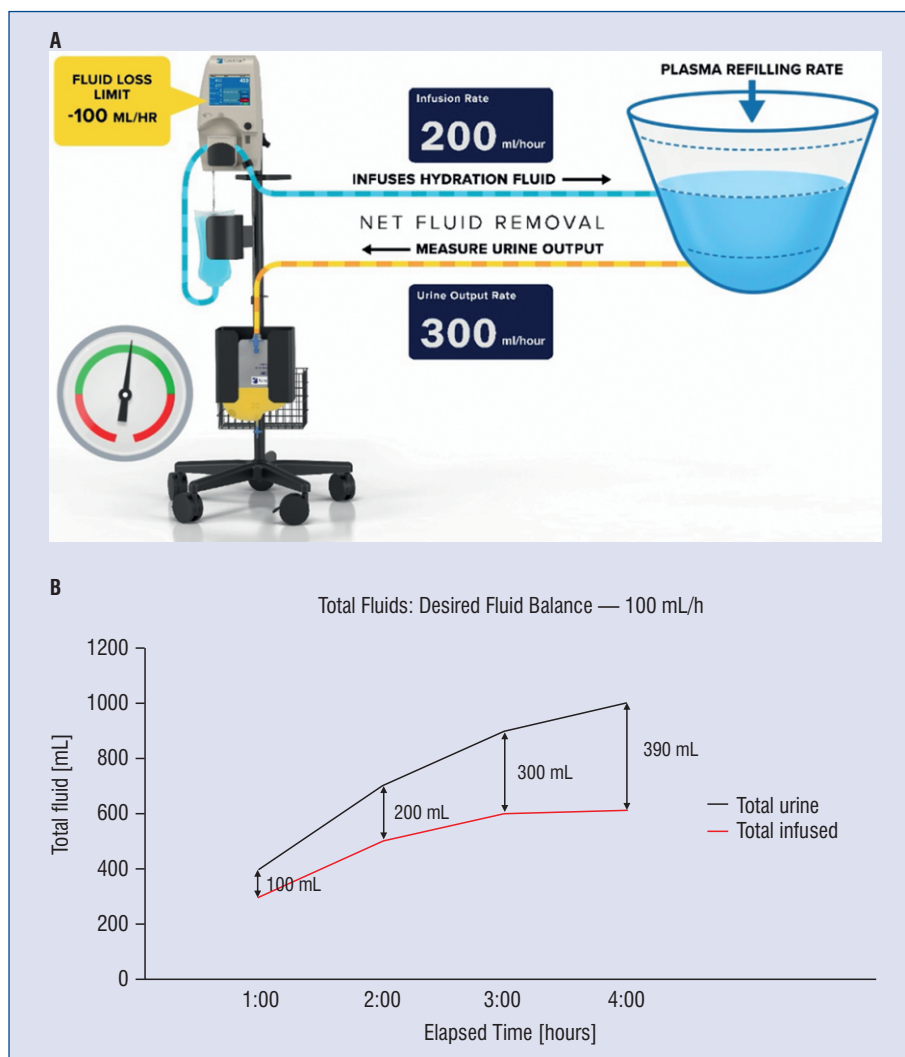 A
FLUID LOSS
LIMIT
-100 ML/HR
PLASMA REFILLING RATE
Infusion Rate
200 ml/hour
INFUSES HYDRATION FLUID
NET FLUID REMOVAL
MEASURE URINE OUTPUT
Urine Output Rate
300 ml/hour
B
Total Fluids: Desired Fluid Balance — 100 mL/h
1200
1000
800
600
400
200
0
Total fluid [mL]
100 mL
200 mL
300 mL
390 mL
Total urine
Total infused
1:00 2:00 3:00 4:00
Elapsed Time [hours]